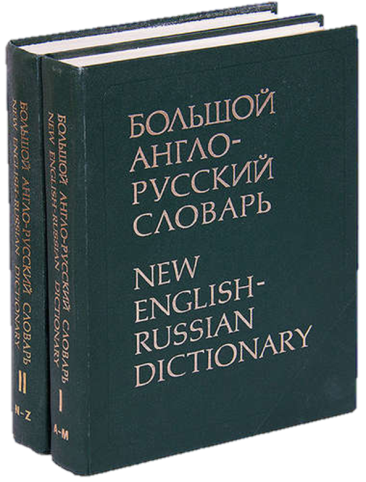 БОЛЬШОЙ
АНГЛО-
РУССКИЙ
СЛОВАРЬ
NEW
ENGLISH-
RUSSIAN
DICTIONARY
БОЛЬШОЙ АНГЛО-РУССКИЙ СЛОВАРЬ
NEW ENGLISH-RUSSIAN DICTIONARY
I
A-M
БОЛЬШОЙ АНГЛО-РУССКИЙ СЛОВАРЬ
NEW ENGLISH-RUSSIAN DICTIONARY
II
N-Z